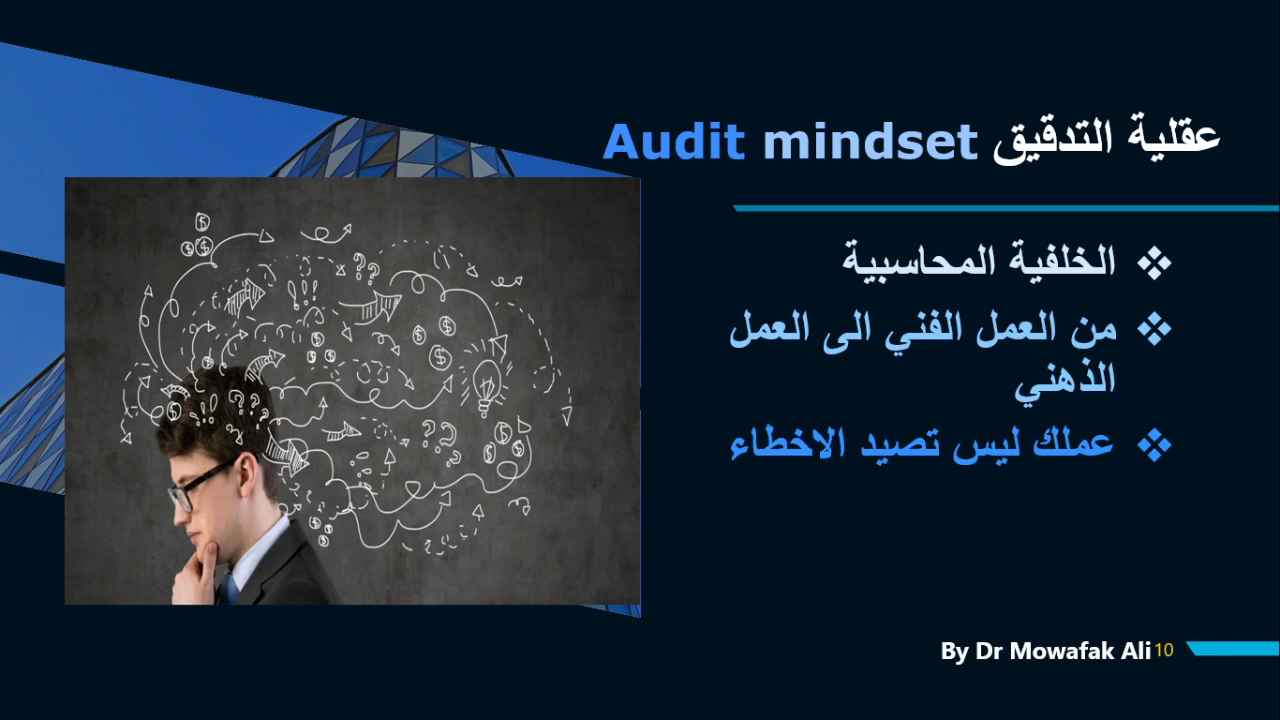 عقلية التدقيق Audit mindset
❖ الخلفية المحاسبية
❖ من العمل الفني الى العمل
الذهني
❖ عملك ليس تصيد الاخطاء
By Dr Mowafak Ali 10